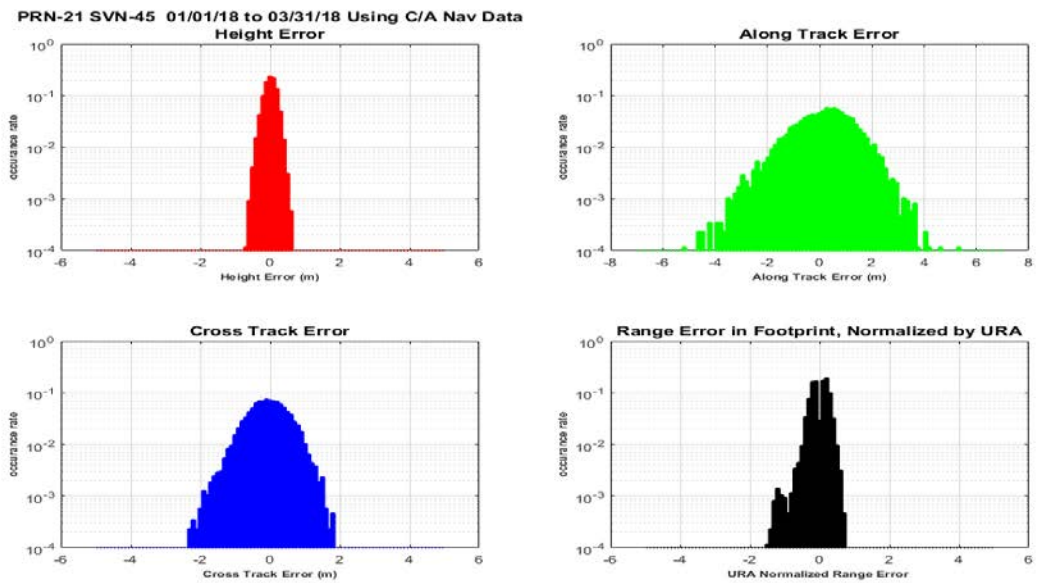 PRN-21 SVN-45 01/01/18 to 03/31/18 Using C/A Nav Data
Height Error
10^0
10^-1
10^-2
10^-3
10^-4
occurance rate
-6 -4 -2 0 2 4 6
Height Error (m)
Along Track Error
10^0
10^-1
10^-2
10^-3
10^-4
occurance rate
-8 -6 -4 -2 0 2 4 6 8
Along Track Error (m)
Cross Track Error
10^0
10^-1
10^-2
10^-3
10^-4
occurance rate
-6 -4 -2 0 2 4 6
Cross Track Error (m)
Range Error in Footprint, Normalized by URA
10^0
10^-1
10^-2
10^-3
10^-4
occurance rate
-6 -4 -2 0 2 4 6
URA Normalized Range Error